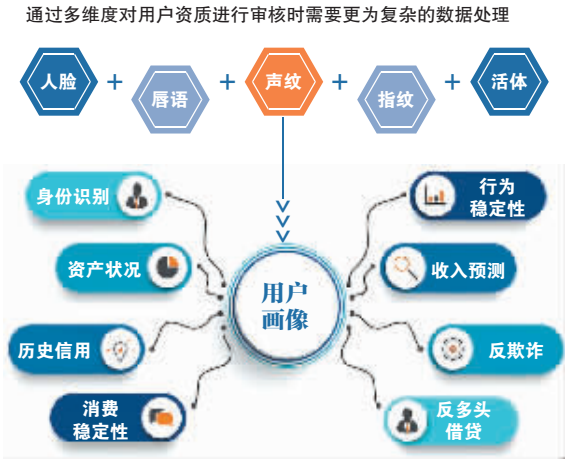 通过多维度对用户资质进行审核时需要更为复杂的数据处理
人脸 + 唇语 + 声纹 + 指纹 + 活体
身份识别
资产状况
历史信用
消费
稳定性
用户
画像
行为
稳定性
收入预测
反欺诈
反多头
借贷